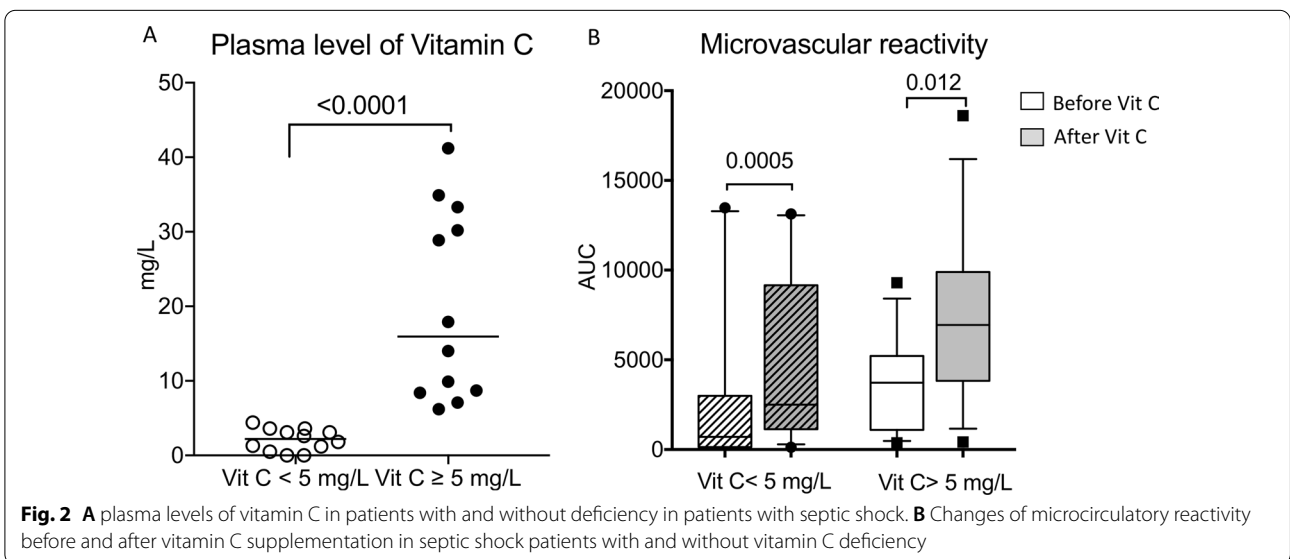 A Plasma level of Vitamin C
50
40
30
20
10
0
mg/L
<0.0001
Vit C < 5 mg/L Vit C ≥ 5 mg/L
B Microvascular reactivity
20000
15000
10000
5000
0
AUC
0.0005
0.012
Before Vit C
After Vit C
Vit C< 5 mg/L Vit C> 5 mg/L
Fig. 2 A plasma levels of vitamin C in patients with and without deficiency in patients with septic shock. B Changes of microcirculatory reactivity
before and after vitamin C supplementation in septic shock patients with and without vitamin C deficiency